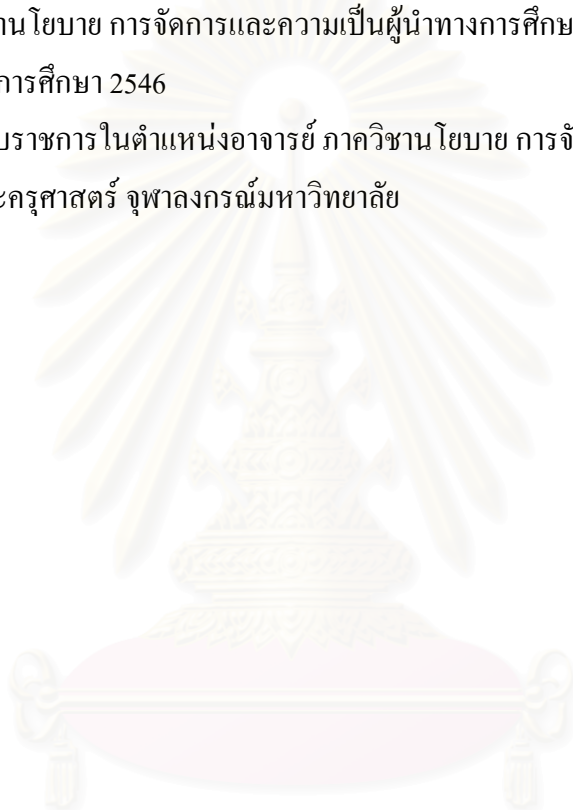 านโยบาย การจัดการและความเป็นผู้นำทางการศึกษ
การศึกษา 2546
บราชการในตำแหน่งอาจารย์ ภาควิชานโยบาย การจั
ะครุศาสตร์ จุฬาลงกรณ์มหาวิทยาลัย